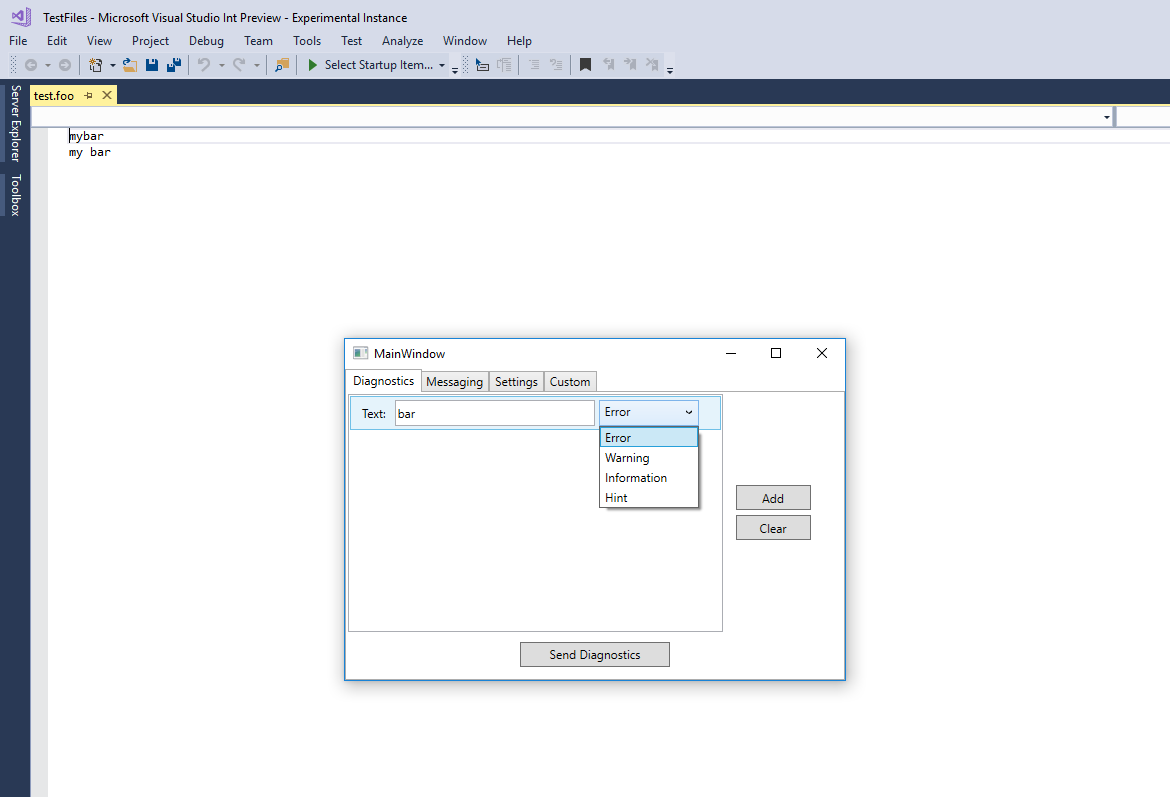 TestFiles - Microsoft Visual Studio Int Preview - Experimental Instance
File Edit View Project Debug Team Tools Test Analyze Window Help
Select Startup Item...
Server Explorer
Toolbox
test.foo
mybar
my bar
MainWindow
Diagnostics Messaging Settings Custom
Text: bar Error
Error
Warning
Information
Hint
Add
Clear
Send Diagnostics